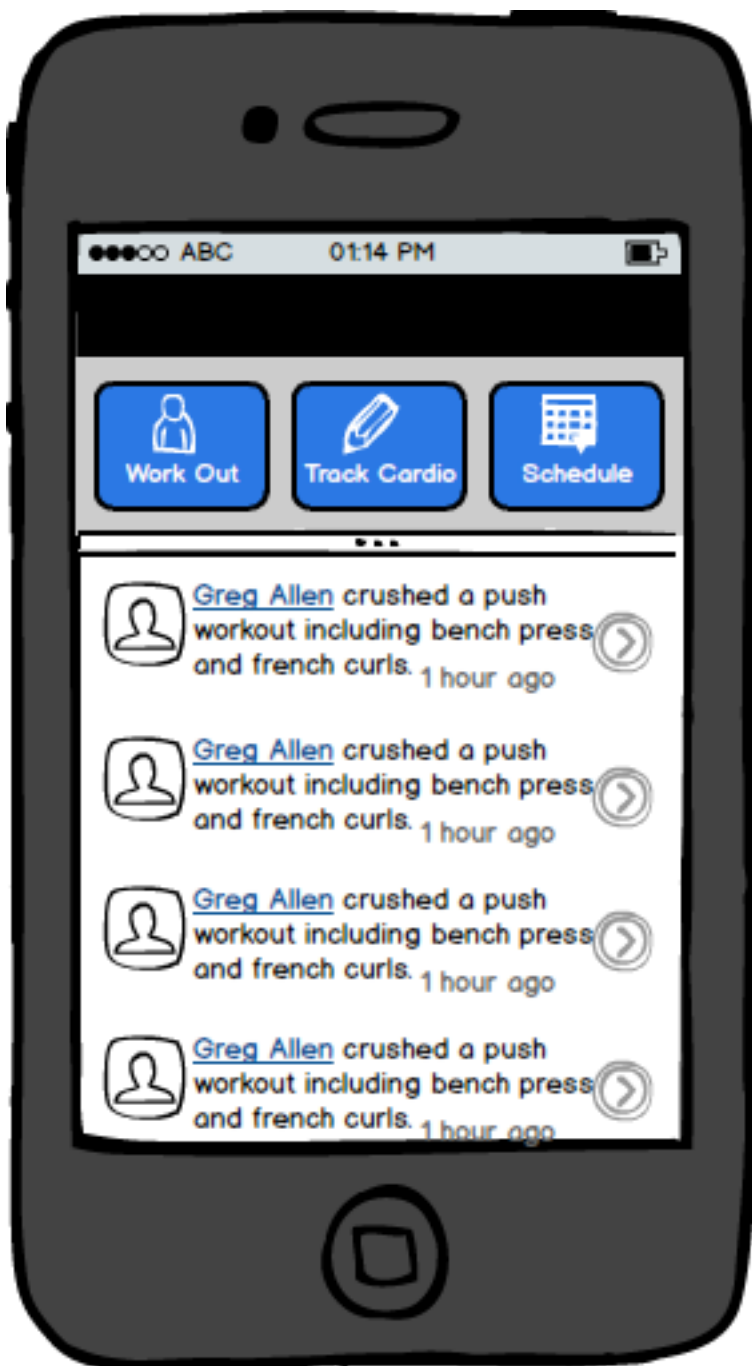 ABC 01:14 PM
Work Out Track Cardio Schedule
Greg Allen crushed a push
workout including bench press
and french curls. 1 hour ago
Greg Allen crushed a push
workout including bench press
and french curls. 1 hour ago
Greg Allen crushed a push
workout including bench press
and french curls. 1 hour ago
Greg Allen crushed a push
workout including bench press
and french curls. 1 hour ago